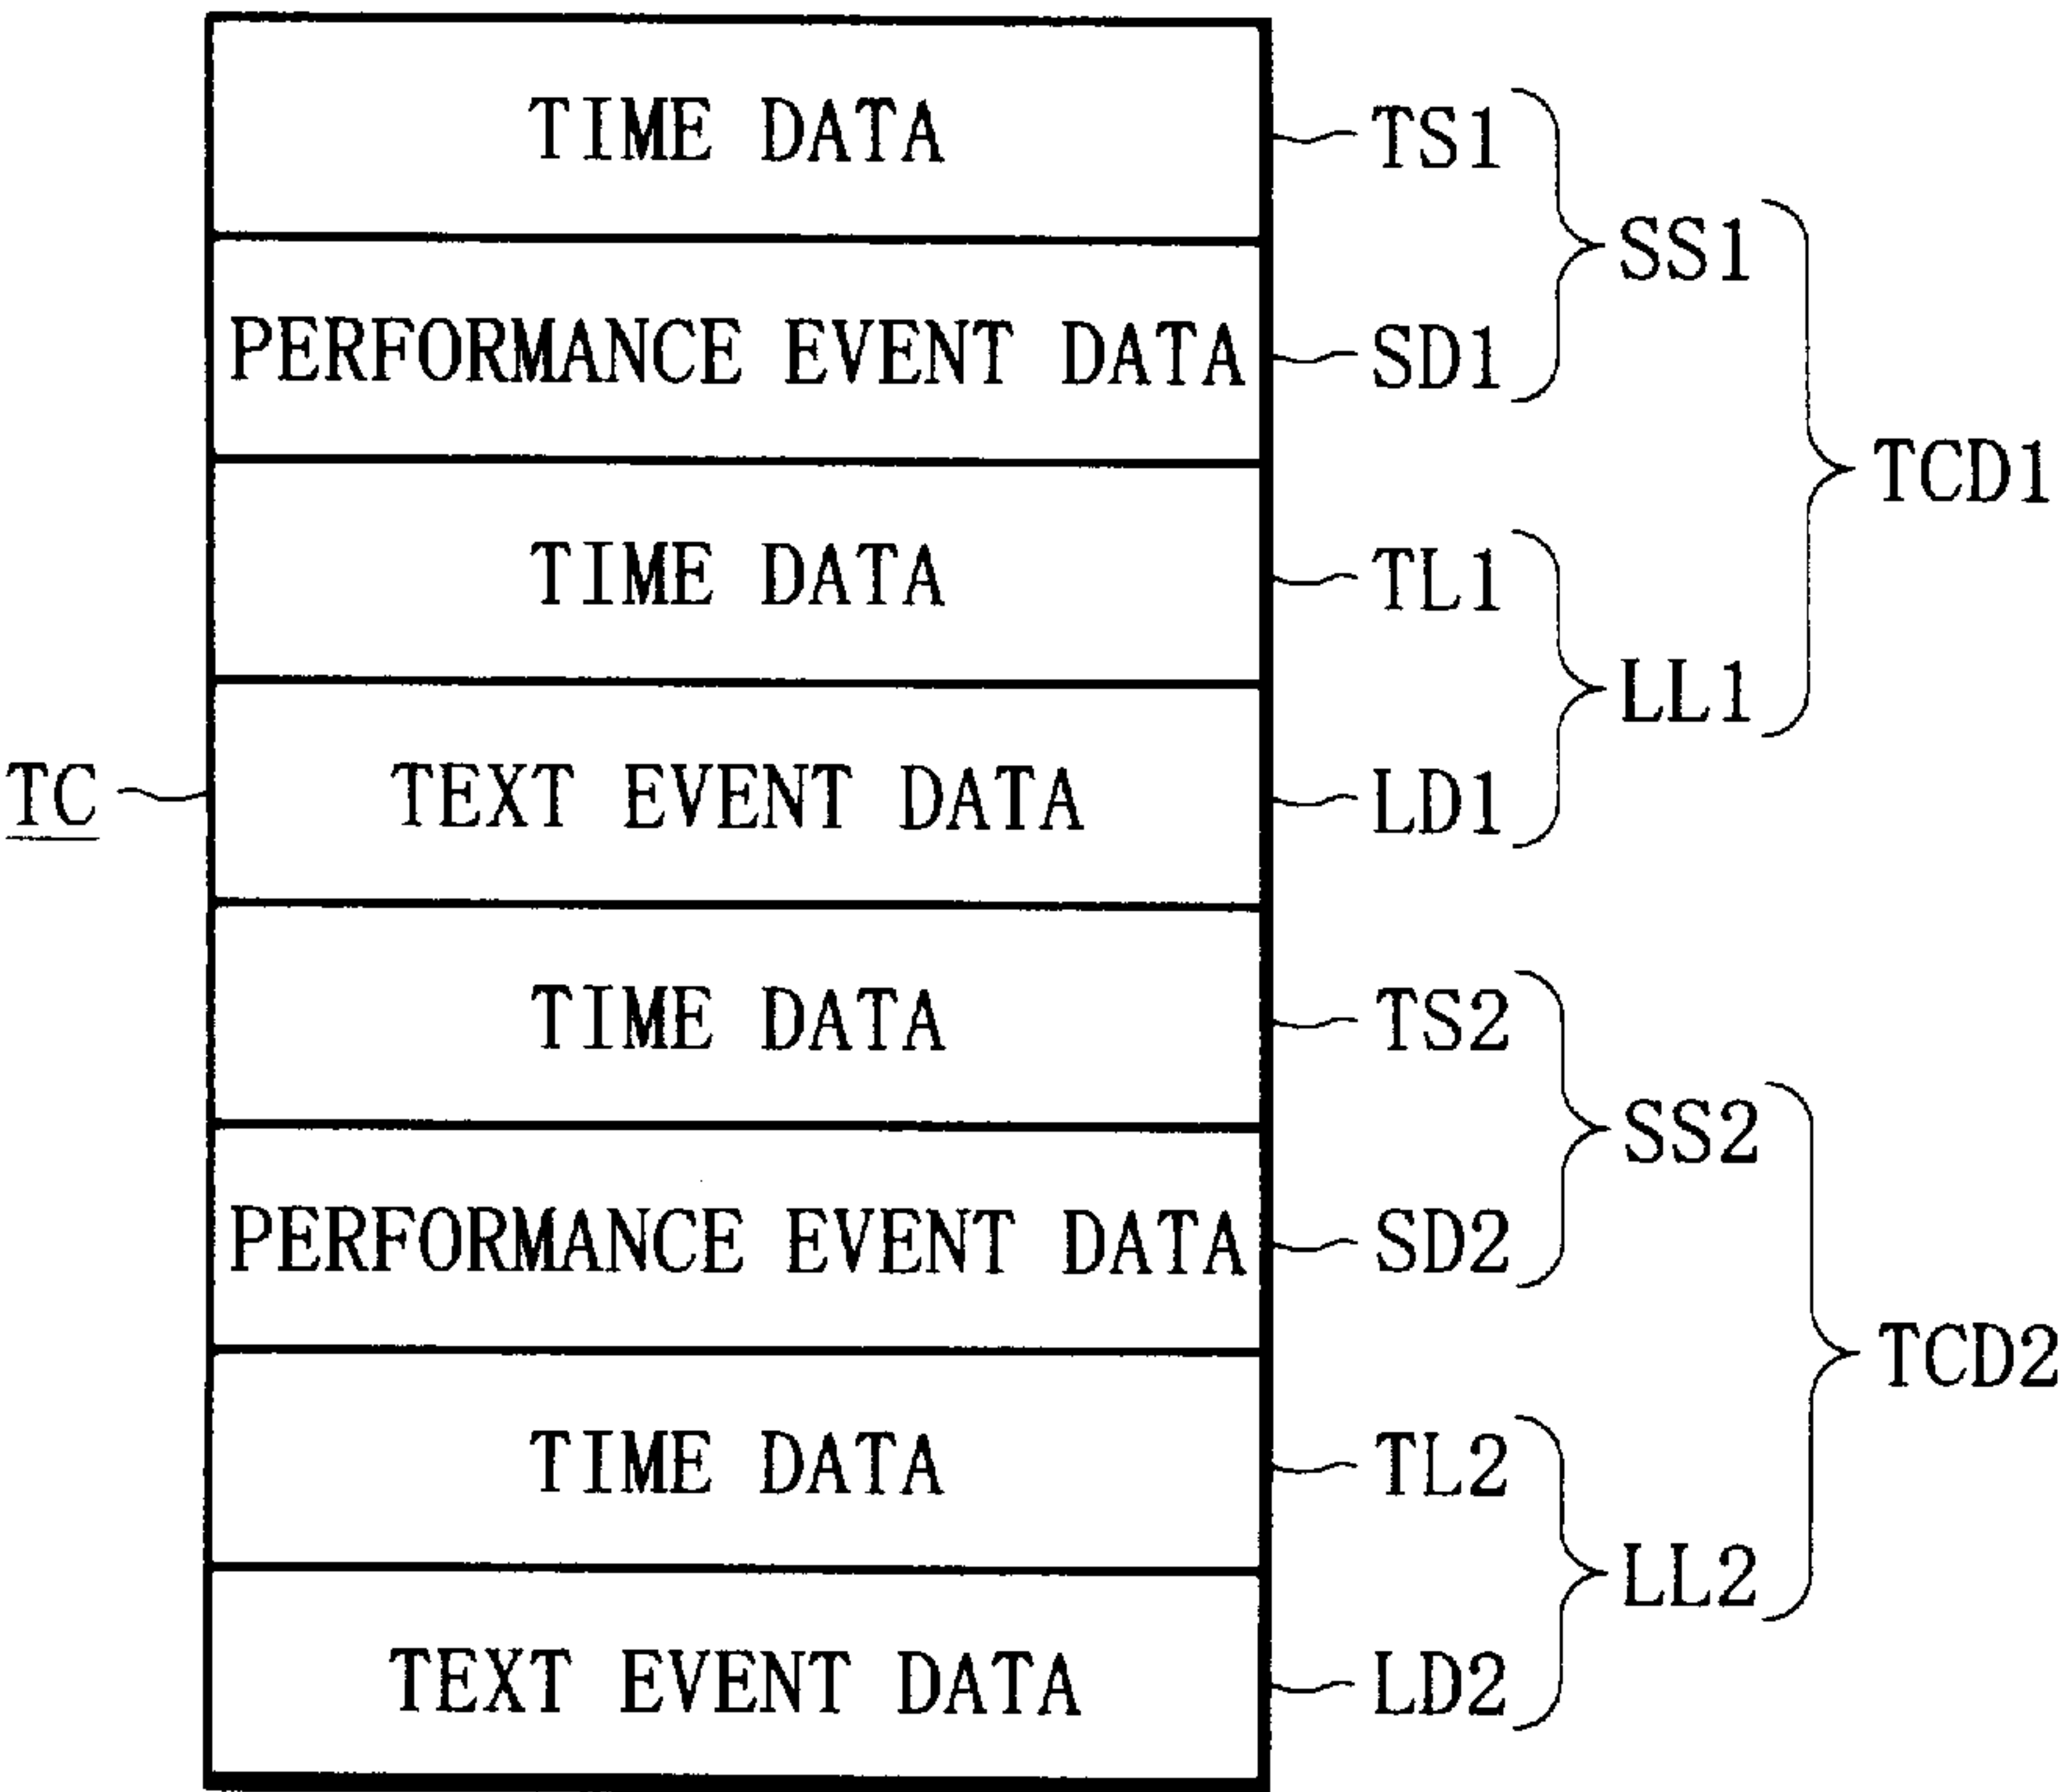 TIME DATA TS1
SS1
PERFORMANCE EVENT DATA SD1
TCD1
TIME DATA TL1
LL1
TC TEXT EVENT DATA LD1
TIME DATA TS2
SS2
PERFORMANCE EVENT DATA SD2
TCD2
TIME DATA TL2
LL2
TEXT EVENT DATA LD2